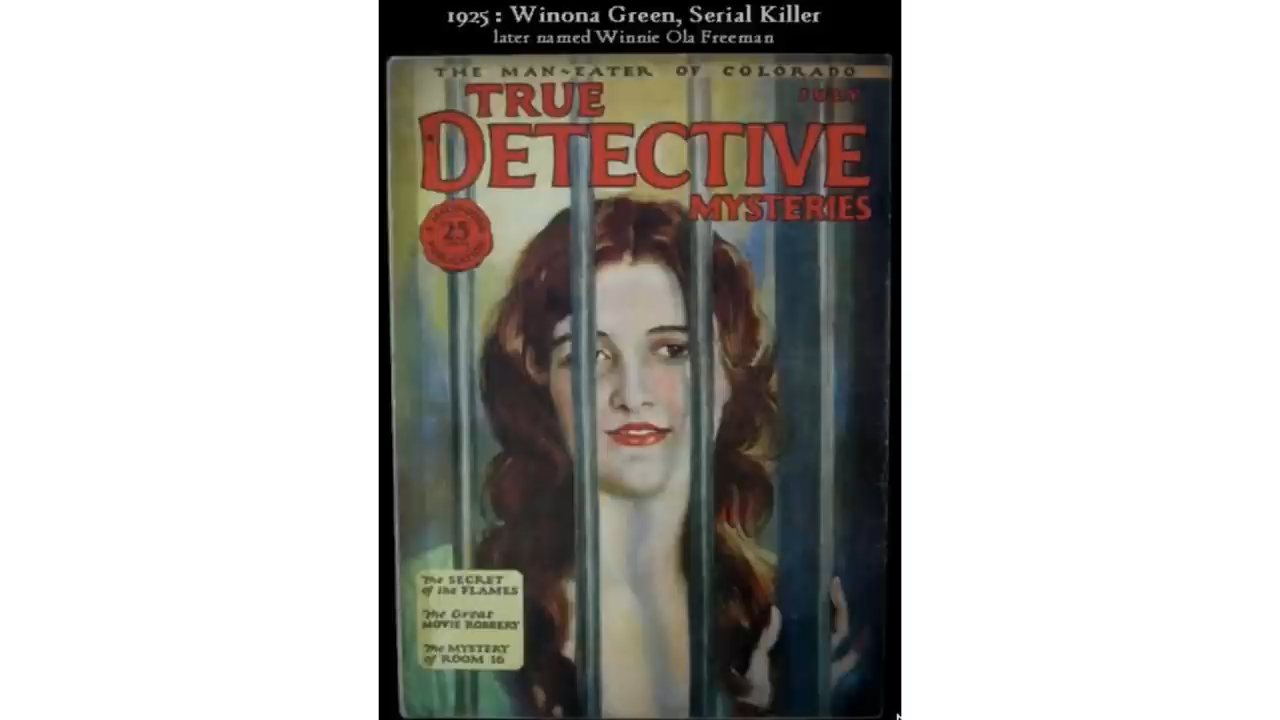 1925 : Winona Green, Serial Killer
later named Winnie Ola Freeman
THE MAN~EATER OF COLORADO
TRUE
JULY
DETECTIVE
MYSTERIES
25
The SECRET
of the FLAMES
The Great
MOVIE ROBBERY
The MYSTERY
of ROOM 16